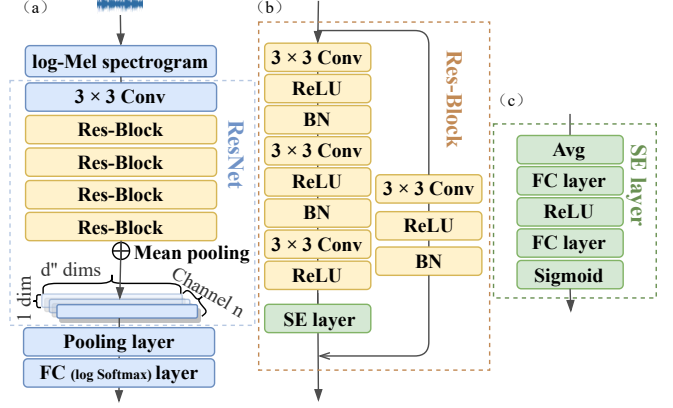 (a)
log-Mel spectrogram
3 × 3 Conv
Res-Block
Res-Block
Res-Block
Res-Block
ResNet
Mean pooling
d" dims
Channel n
1 dim
Pooling layer
FC (log Softmax) layer
(b)
3 × 3 Conv
ReLU
BN
3 × 3 Conv
ReLU
BN
3 × 3 Conv
ReLU
SE layer
3 × 3 Conv
ReLU
BN
Res-Block
(c)
Avg
FC layer
ReLU
FC layer
Sigmoid
SE layer